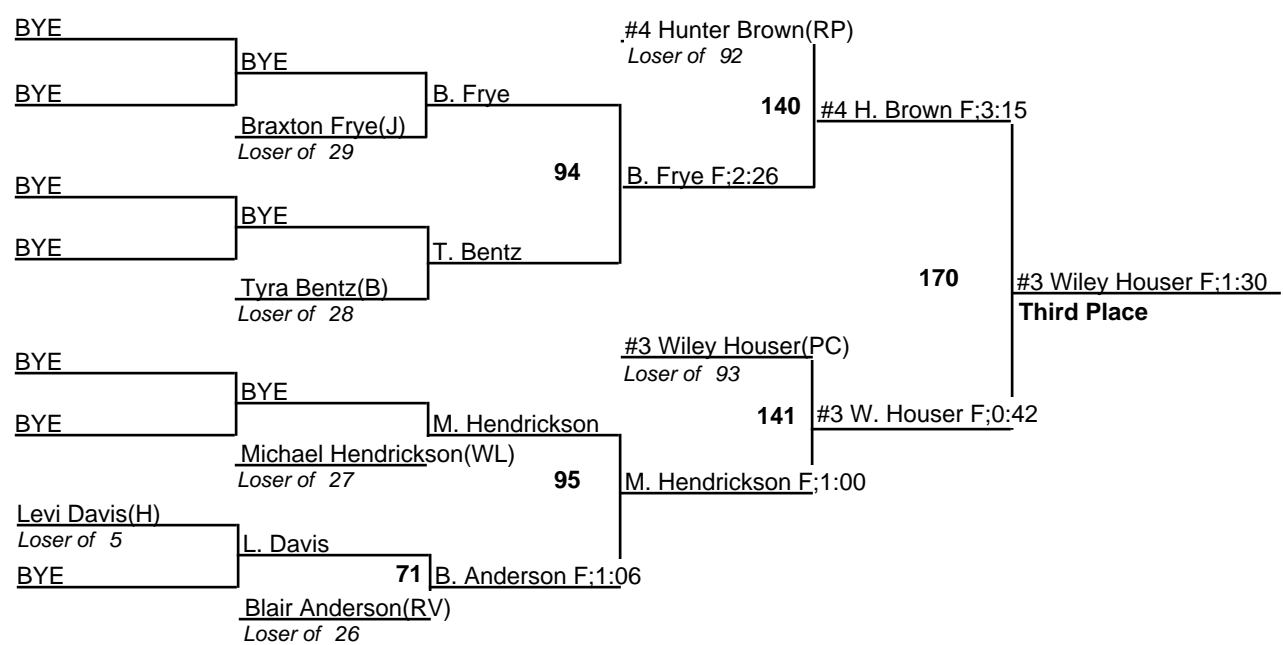 BYE
#4 Hunter Brown(RP)
Loser of 92
BYE
BYE
B. Frye
140
#4 H. Brown F;3:15
Braxton Frye(J)
Loser of 29
94
B. Frye F;2:26
BYE
BYE
BYE
T. Bentz
170
#3 Wiley Houser F;1:30
Third Place
Tyra Bentz(B)
Loser of 28
#3 Wiley Houser(PC)
Loser of 93
BYE
BYE
BYE
M. Hendrickson
141
#3 W. Houser F;0:42
Michael Hendrickson(WL)
Loser of 27
95
M. Hendrickson F;1:00
Levi Davis(H)
Loser of 5
L. Davis
BYE
71
B. Anderson F;1:06
Blair Anderson(RV)
Loser of 26